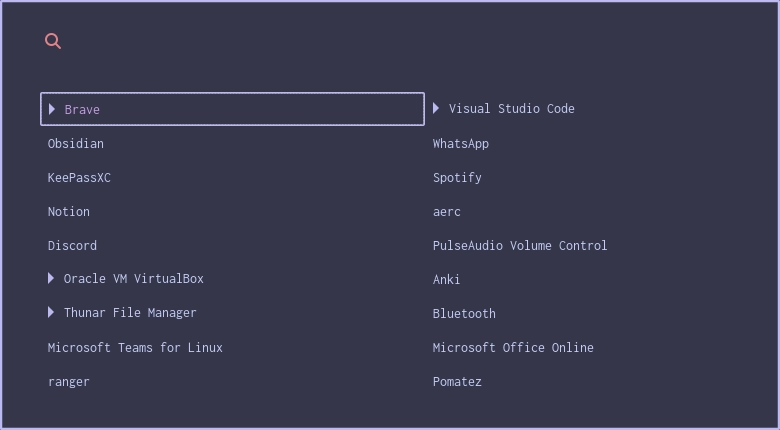 Brave
Visual Studio Code
Obsidian
WhatsApp
KeePassXC
Spotify
Notion
aerc
Discord
PulseAudio Volume Control
Oracle VM VirtualBox
Anki
Thunar File Manager
Bluetooth
Microsoft Teams for Linux
Microsoft Office Online
ranger
Pomatez